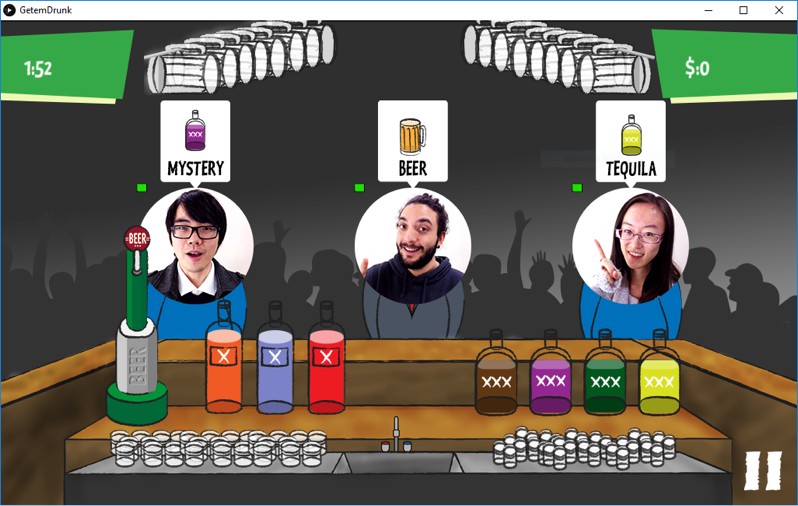 GetemDrunk
1:52
$:0
XXX
XXX
MYSTERY
BEER
TEQUILA
BEER
BEER
X
X
X
XXX
XXX
XXX
XXX